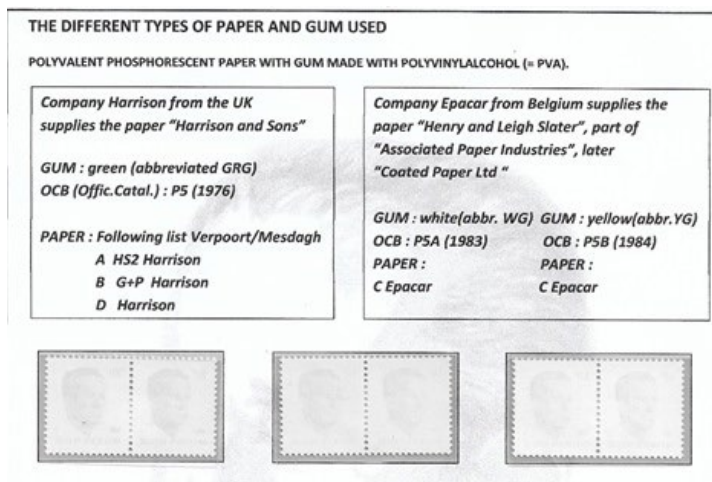 THE DIFFERENT TYPES OF PAPER AND GUM USED
POLYVALENT PHOSPHORESCENT PAPER WITH GUM MADE WITH POLYVINYLALCOHOL (= PVA).
Company Harrison from the UK
supplies the paper "Harrison and Sons"
GUM : green (abbreviated GRG)
OCB (Offic.Catal.) : P5 (1976)
PAPER : Following list Verpoort/Mesdagh
A HS2 Harrison
B G+P Harrison
D Harrison
Company Epacar from Belgium supplies the
paper "Henry and Leigh Slater", part of
"Associated Paper Industries", later
"Coated Paper Ltd "
GUM : white(abbr. WG) GUM : yellow(abbr.YG)
OCB : P5A (1983) OCB : P5B (1984)
PAPER : PAPER :
C Epacar C Epacar